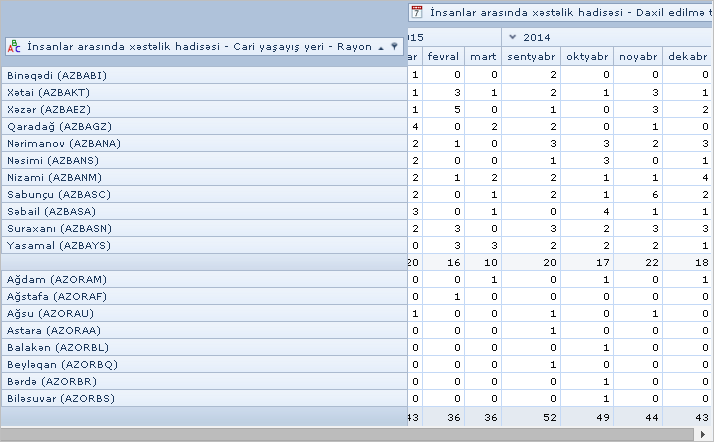 İnsanlar arasında xəstəlik hadisəsi - Daxil edilmə t
İnsanlar arasında xəstəlik hadisəsi - Cari yaşayış yeri - Rayon
015 2014
ar fevral mart sentyabr oktyabr noyabr dekabr
Binəqədi (AZBABI) 1 0 0 2 0 0 0
Xətai (AZBAKT) 1 3 1 2 1 3 1
Xəzər (AZBAEZ) 1 5 0 1 0 3 2
Qaradağ (AZBAGZ) 4 0 2 2 0 1 0
Nərimanov (AZBANA) 2 1 0 3 3 2 3
Nəsimi (AZBANS) 2 0 0 1 3 0 1
Nizami (AZBANM) 2 1 2 2 1 1 4
Sabunçu (AZBASC) 2 0 1 2 1 6 2
Səbail (AZBASA) 3 0 1 0 4 1 1
Suraxanı (AZBASN) 2 3 0 3 2 3 3
Yasamal (AZBAYS) 0 3 3 2 2 2 1
20 16 10 20 17 22 18
Ağdam (AZORAM) 0 0 1 0 1 0 1
Ağstafa (AZORAF) 0 1 0 0 0 0 0
Ağsu (AZORAU) 1 0 0 1 0 1 0
Astara (AZORAA) 0 0 0 1 0 0 0
Balakən (AZORBL) 0 0 0 0 1 0 0
Beyləqan (AZORBQ) 0 0 0 1 0 0 0
Bərdə (AZORBR) 0 0 0 0 1 0 0
Biləsuvar (AZORBS) 0 0 0 0 1 0 0
43 36 36 52 49 44 43